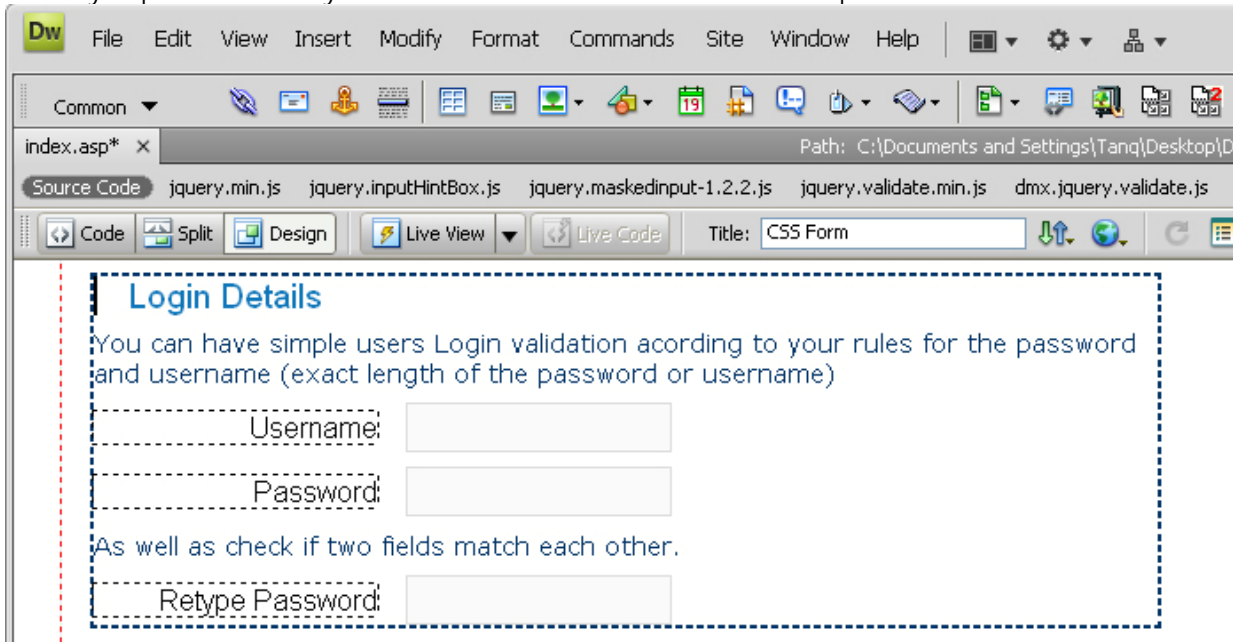 Dw File Edit View Insert Modify Format Commands Site Window Help
Common 19
index.asp* × Path: C:\Documents and Settings\Tanq\Desktop\D
Source Code jquery.min.js jquery.inputHintBox.js jquery.maskedinput-1.2.2.js jquery.validate.min.js dmx.jquery.validate.js
Code Split Design Live View Live Code Title: CSS Form
Login Details
You can have simple users Login validation acording to your rules for the password
and username (exact length of the password or username)
Username
Password
As well as check if two fields match each other.
Retype Password